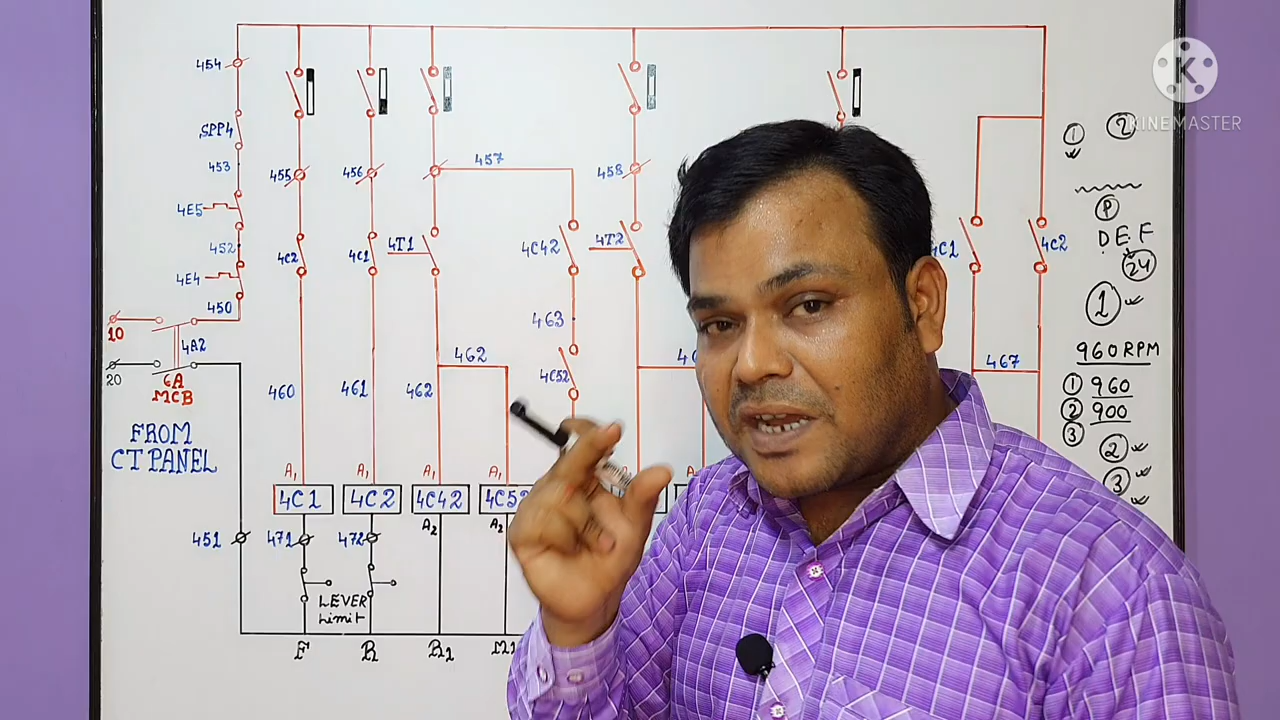 454
SPP4
453
4E5
452
4E4
450
10
4A2
20
6A
MCB
FROM
CT PANEL
451
455
456
457
458
4C2
4C1
4T1
4C42
4T2
463
4C52
462
460
461
462
A1
A1
A1
A1
4C1
4C2
4C42
A2
A2
471
472
LEVER
Limit
F
R
R1
C1
4C2
467
K
KINEMASTER
1
2
P
DEF
24
1
960 RPM
1 960
2 900
3
2
3